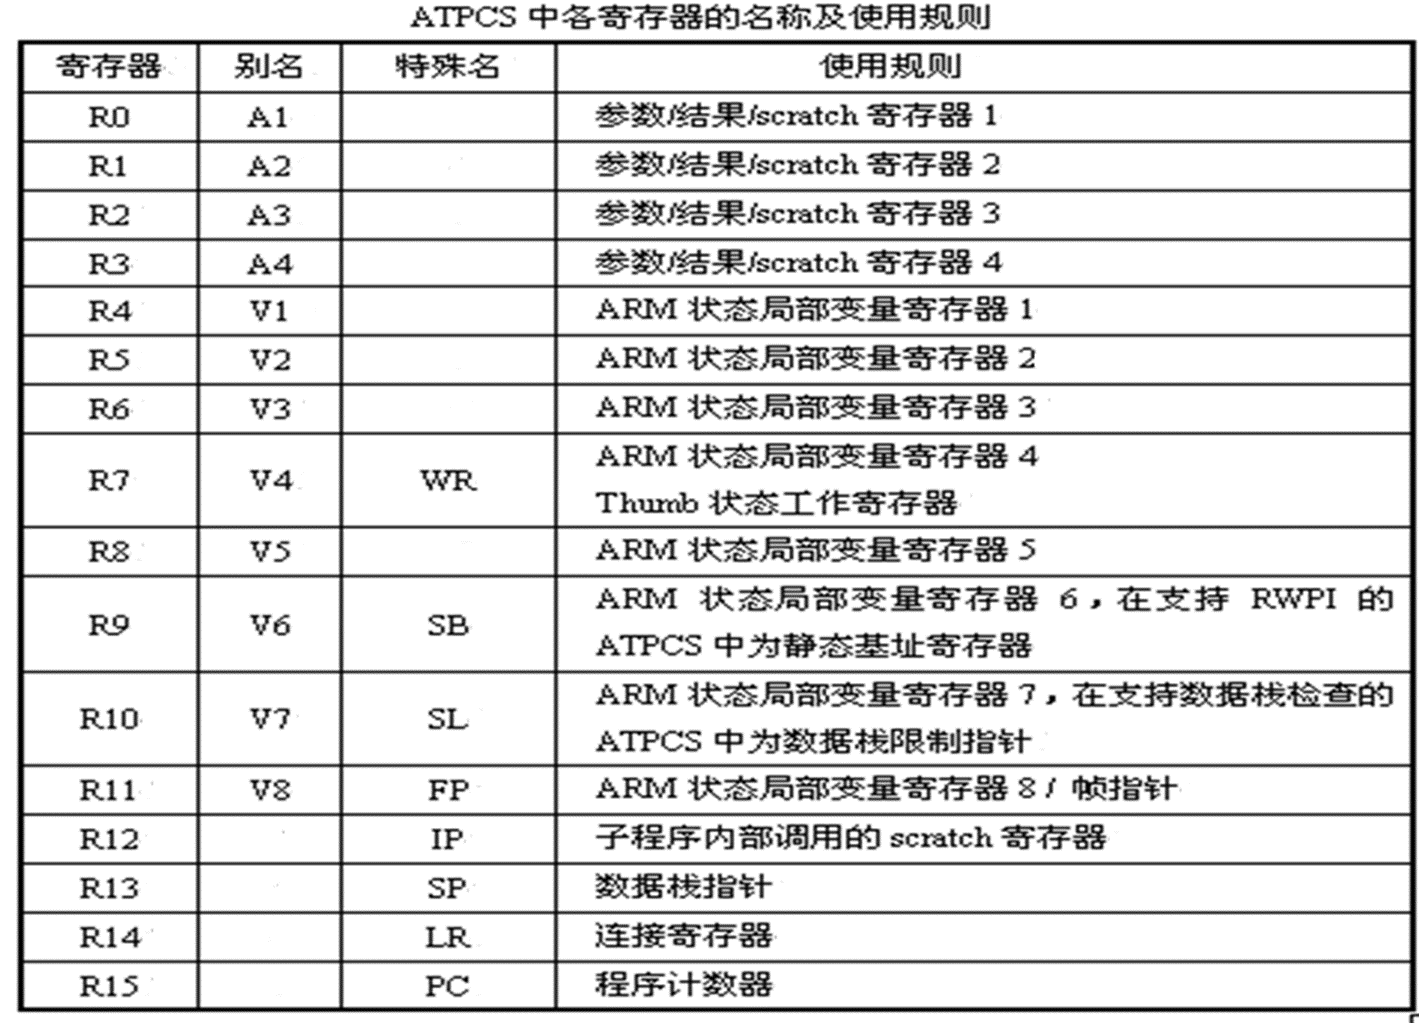 ATPCS 中各寄存器的名称及使用规则
寄存器 别名 特殊名 使用规则
R0 A1 参数/结果/scratch 寄存器 1
R1 A2 参数/结果/scratch 寄存器 2
R2 A3 参数/结果/scratch 寄存器 3
R3 A4 参数/结果/scratch 寄存器 4
R4 V1 ARM 状态局部变量寄存器 1
R5 V2 ARM 状态局部变量寄存器 2
R6 V3 ARM 状态局部变量寄存器 3
R7 V4 WR ARM 状态局部变量寄存器 4
Thumb 状态工作寄存器
R8 V5 ARM 状态局部变量寄存器 5
R9 V6 SB ARM 状态局部变量寄存器 6，在支持 RWPI 的
ATPCS 中为静态基址寄存器
R10 V7 SL ARM 状态局部变量寄存器 7，在支持数据栈检查的
ATPCS 中为数据栈限制指针
R11 V8 FP ARM 状态局部变量寄存器 8 / 帧指针
R12 IP 子程序内部调用的 scratch 寄存器
R13 SP 数据栈指针
R14 LR 连接寄存器
R15 PC 程序计数器